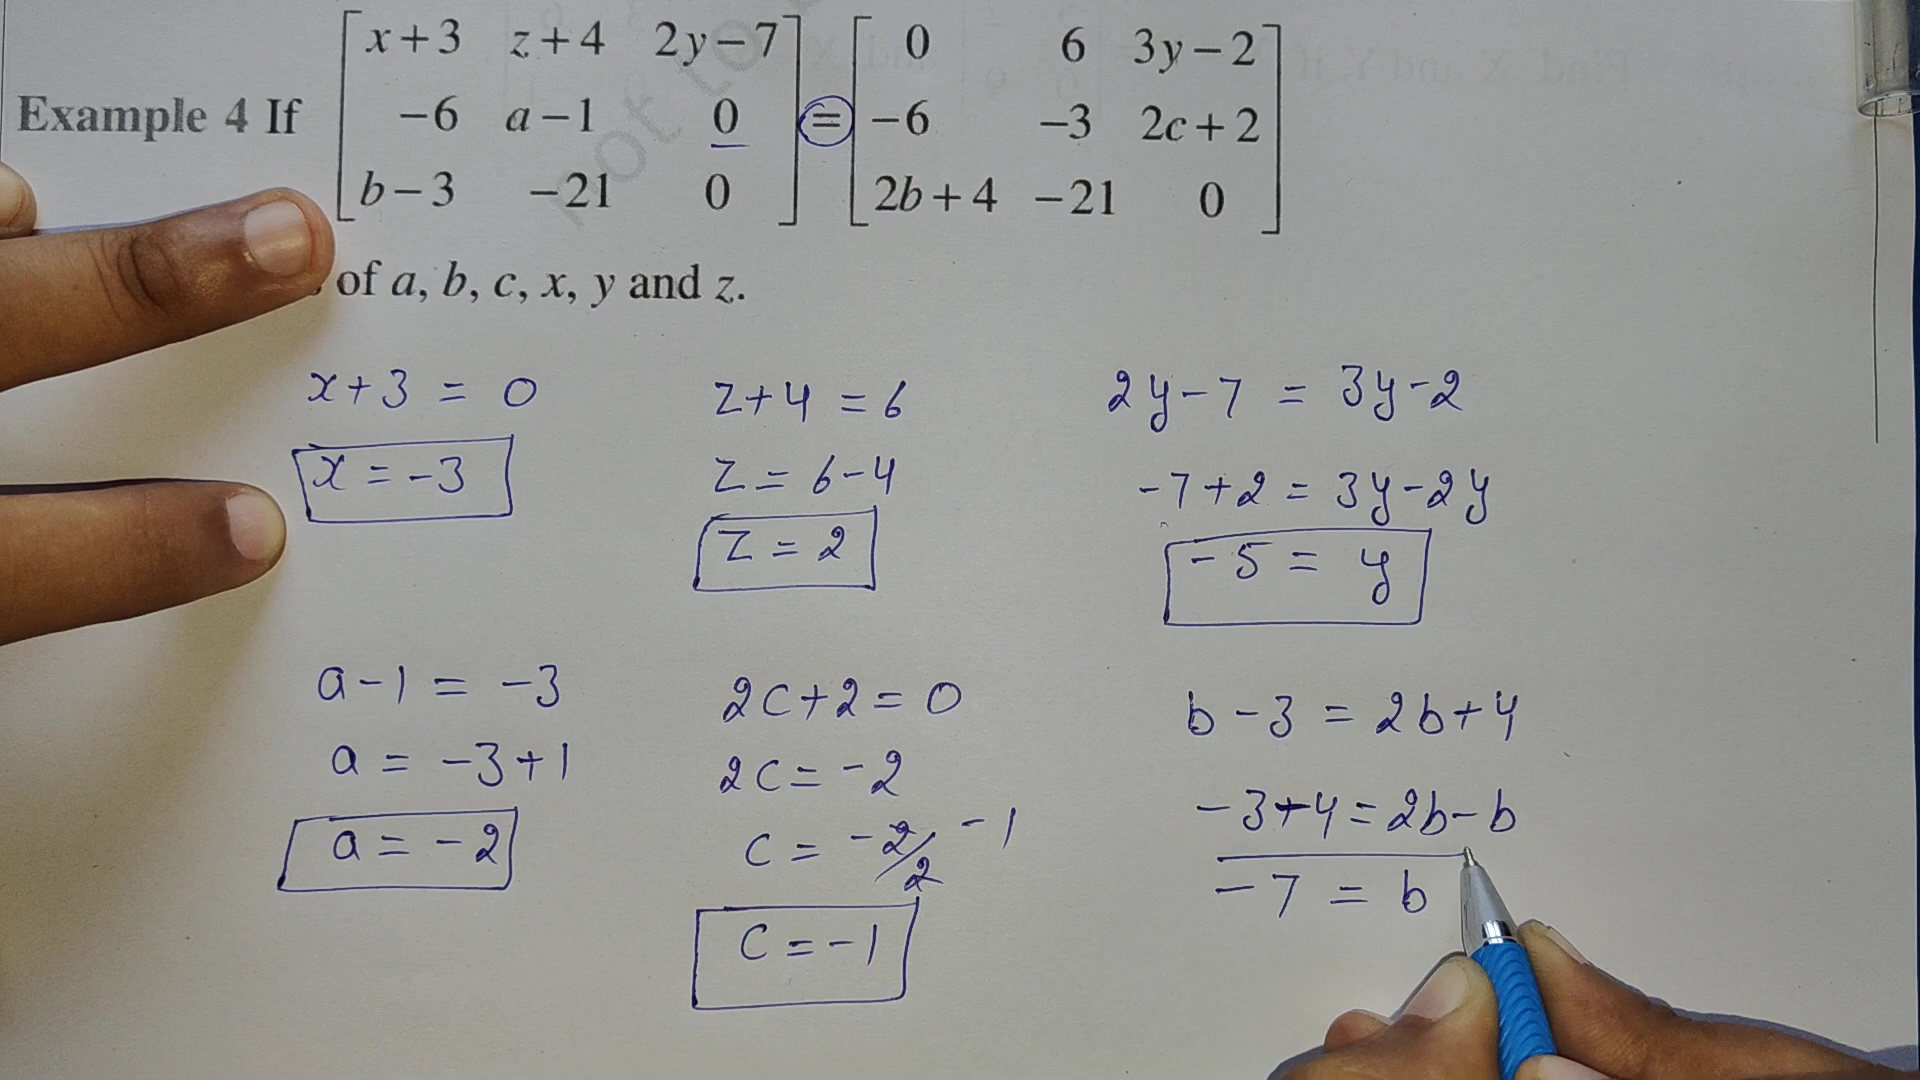 Example 4 If [x+3 z+4 2y−7] = [0 6 3y−2]
[−6 a−1 0] [−6 −3 2c+2]
[b−3 −21 0] [2b+4 −21 0]
of a, b, c, x, y and z.
x+3 = 0
x = -3
z+4 = 6
z = 6-4
z = 2
2y-7 = 3y-2
-7+2 = 3y-2y
-5 = y
a-1 = -3
a = -3+1
a = -2
2c+2 = 0
2c = -2
c = -2/2 -1
c = -1
b-3 = 2b+4
-3-4 = 2b-b
-7 = b
not to